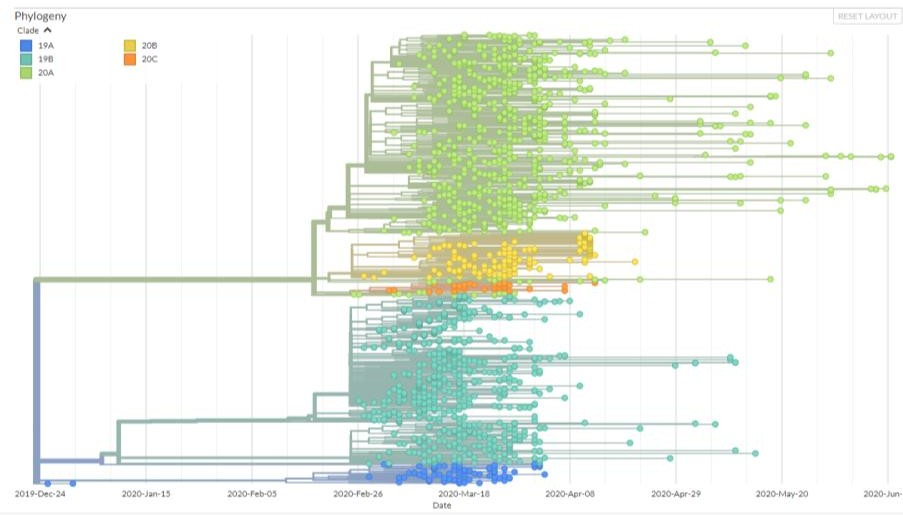 Phylogeny
RESET LAYOUT
Clade
19A
19B
20A
20B
20C
2019-Dec-24 2020-Jan-15 2020-Feb-05 2020-Feb-26 2020-Mar-18 2020-Apr-08 2020-Apr-29 2020-May-20 2020-Jun-
Date